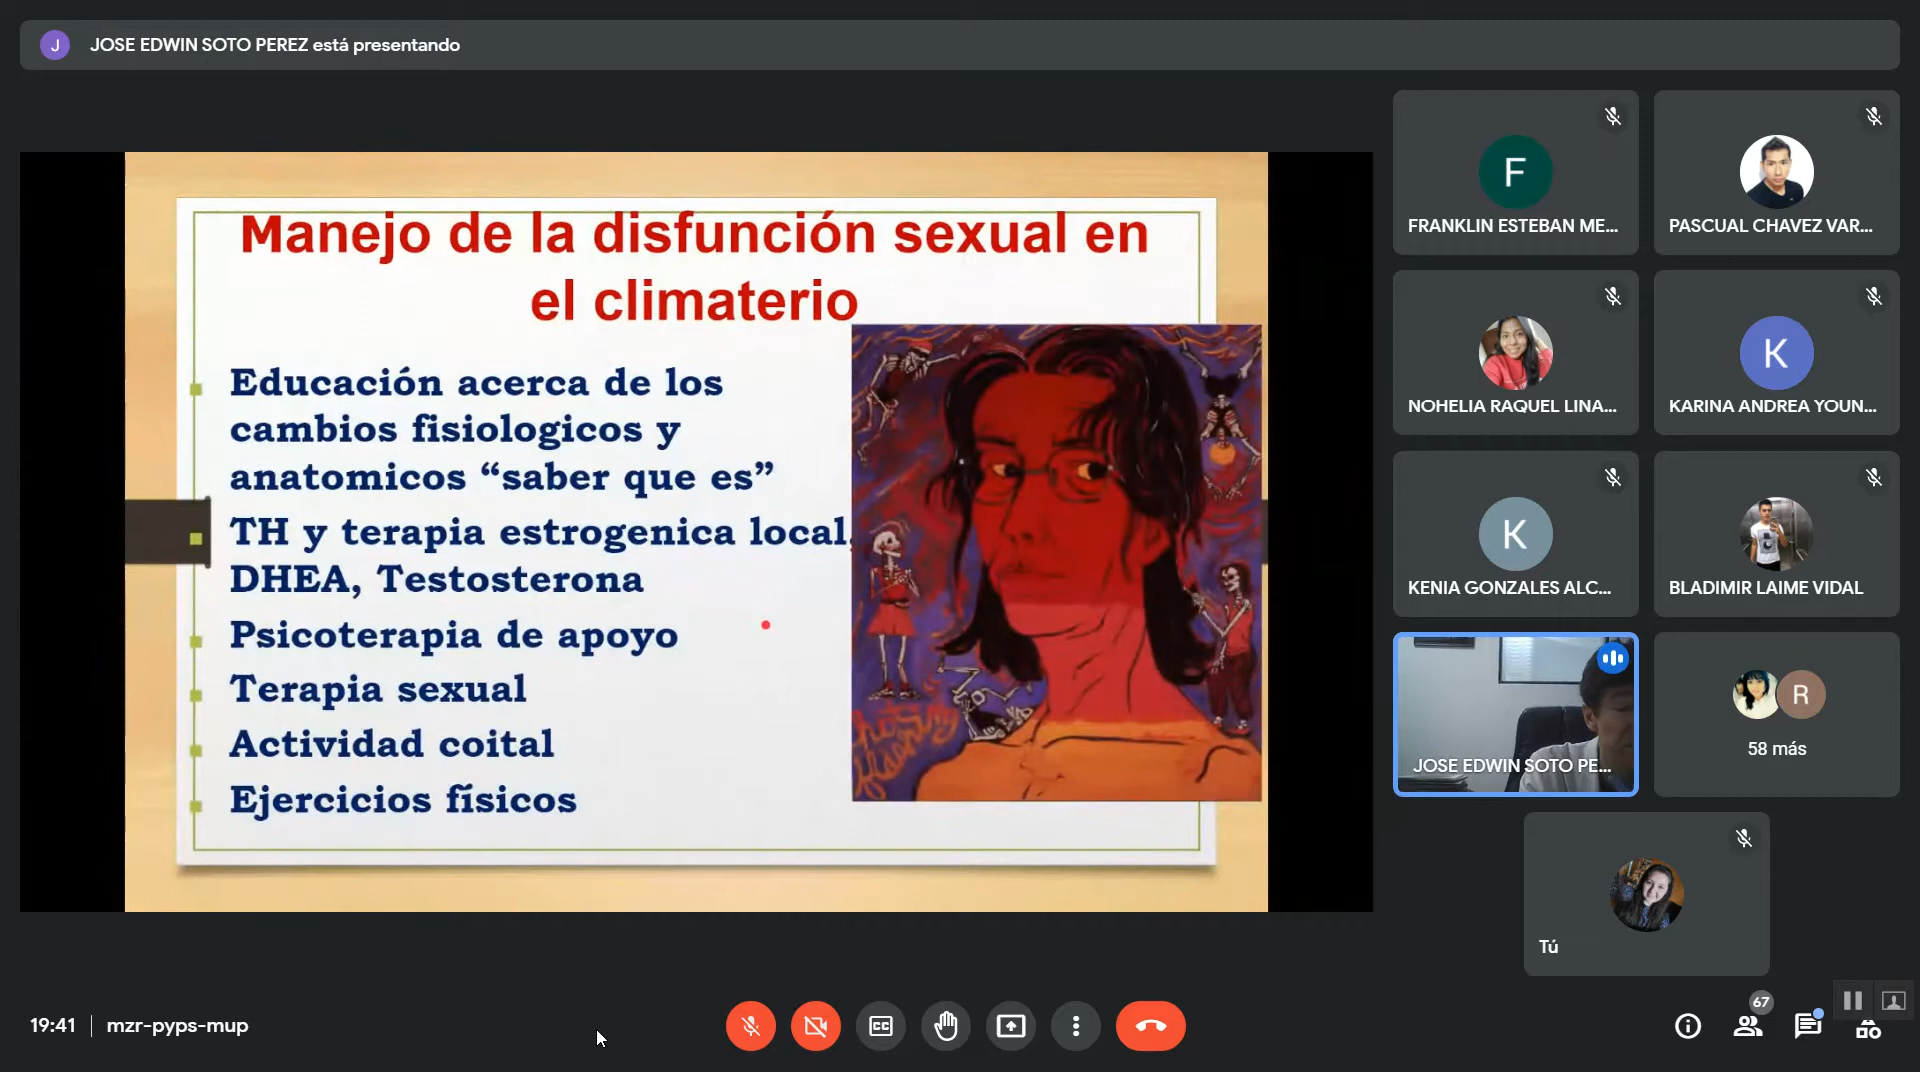 J
JOSE EDWIN SOTO PEREZ está presentando
Manejo de la disfunción sexual en
el climaterio
Educación acerca de los
cambios fisiologicos y
anatomicos “saber que es”
TH y terapia estrogenica local,
DHEA, Testosterona
Psicoterapia de apoyo
Terapia sexual
Actividad coital
Ejercicios físicos
F
FRANKLIN ESTEBAN ME...
PASCUAL CHAVEZ VAR...
NOHELIA RAQUEL LINA...
K
KARINA ANDREA YOUN...
K
KENIA GONZALES ALC...
BLADIMIR LAIME VIDAL
JOSE EDWIN SOTO PE...
R
58 más
Tú
19:41
mzr-pyps-mup
CC
67